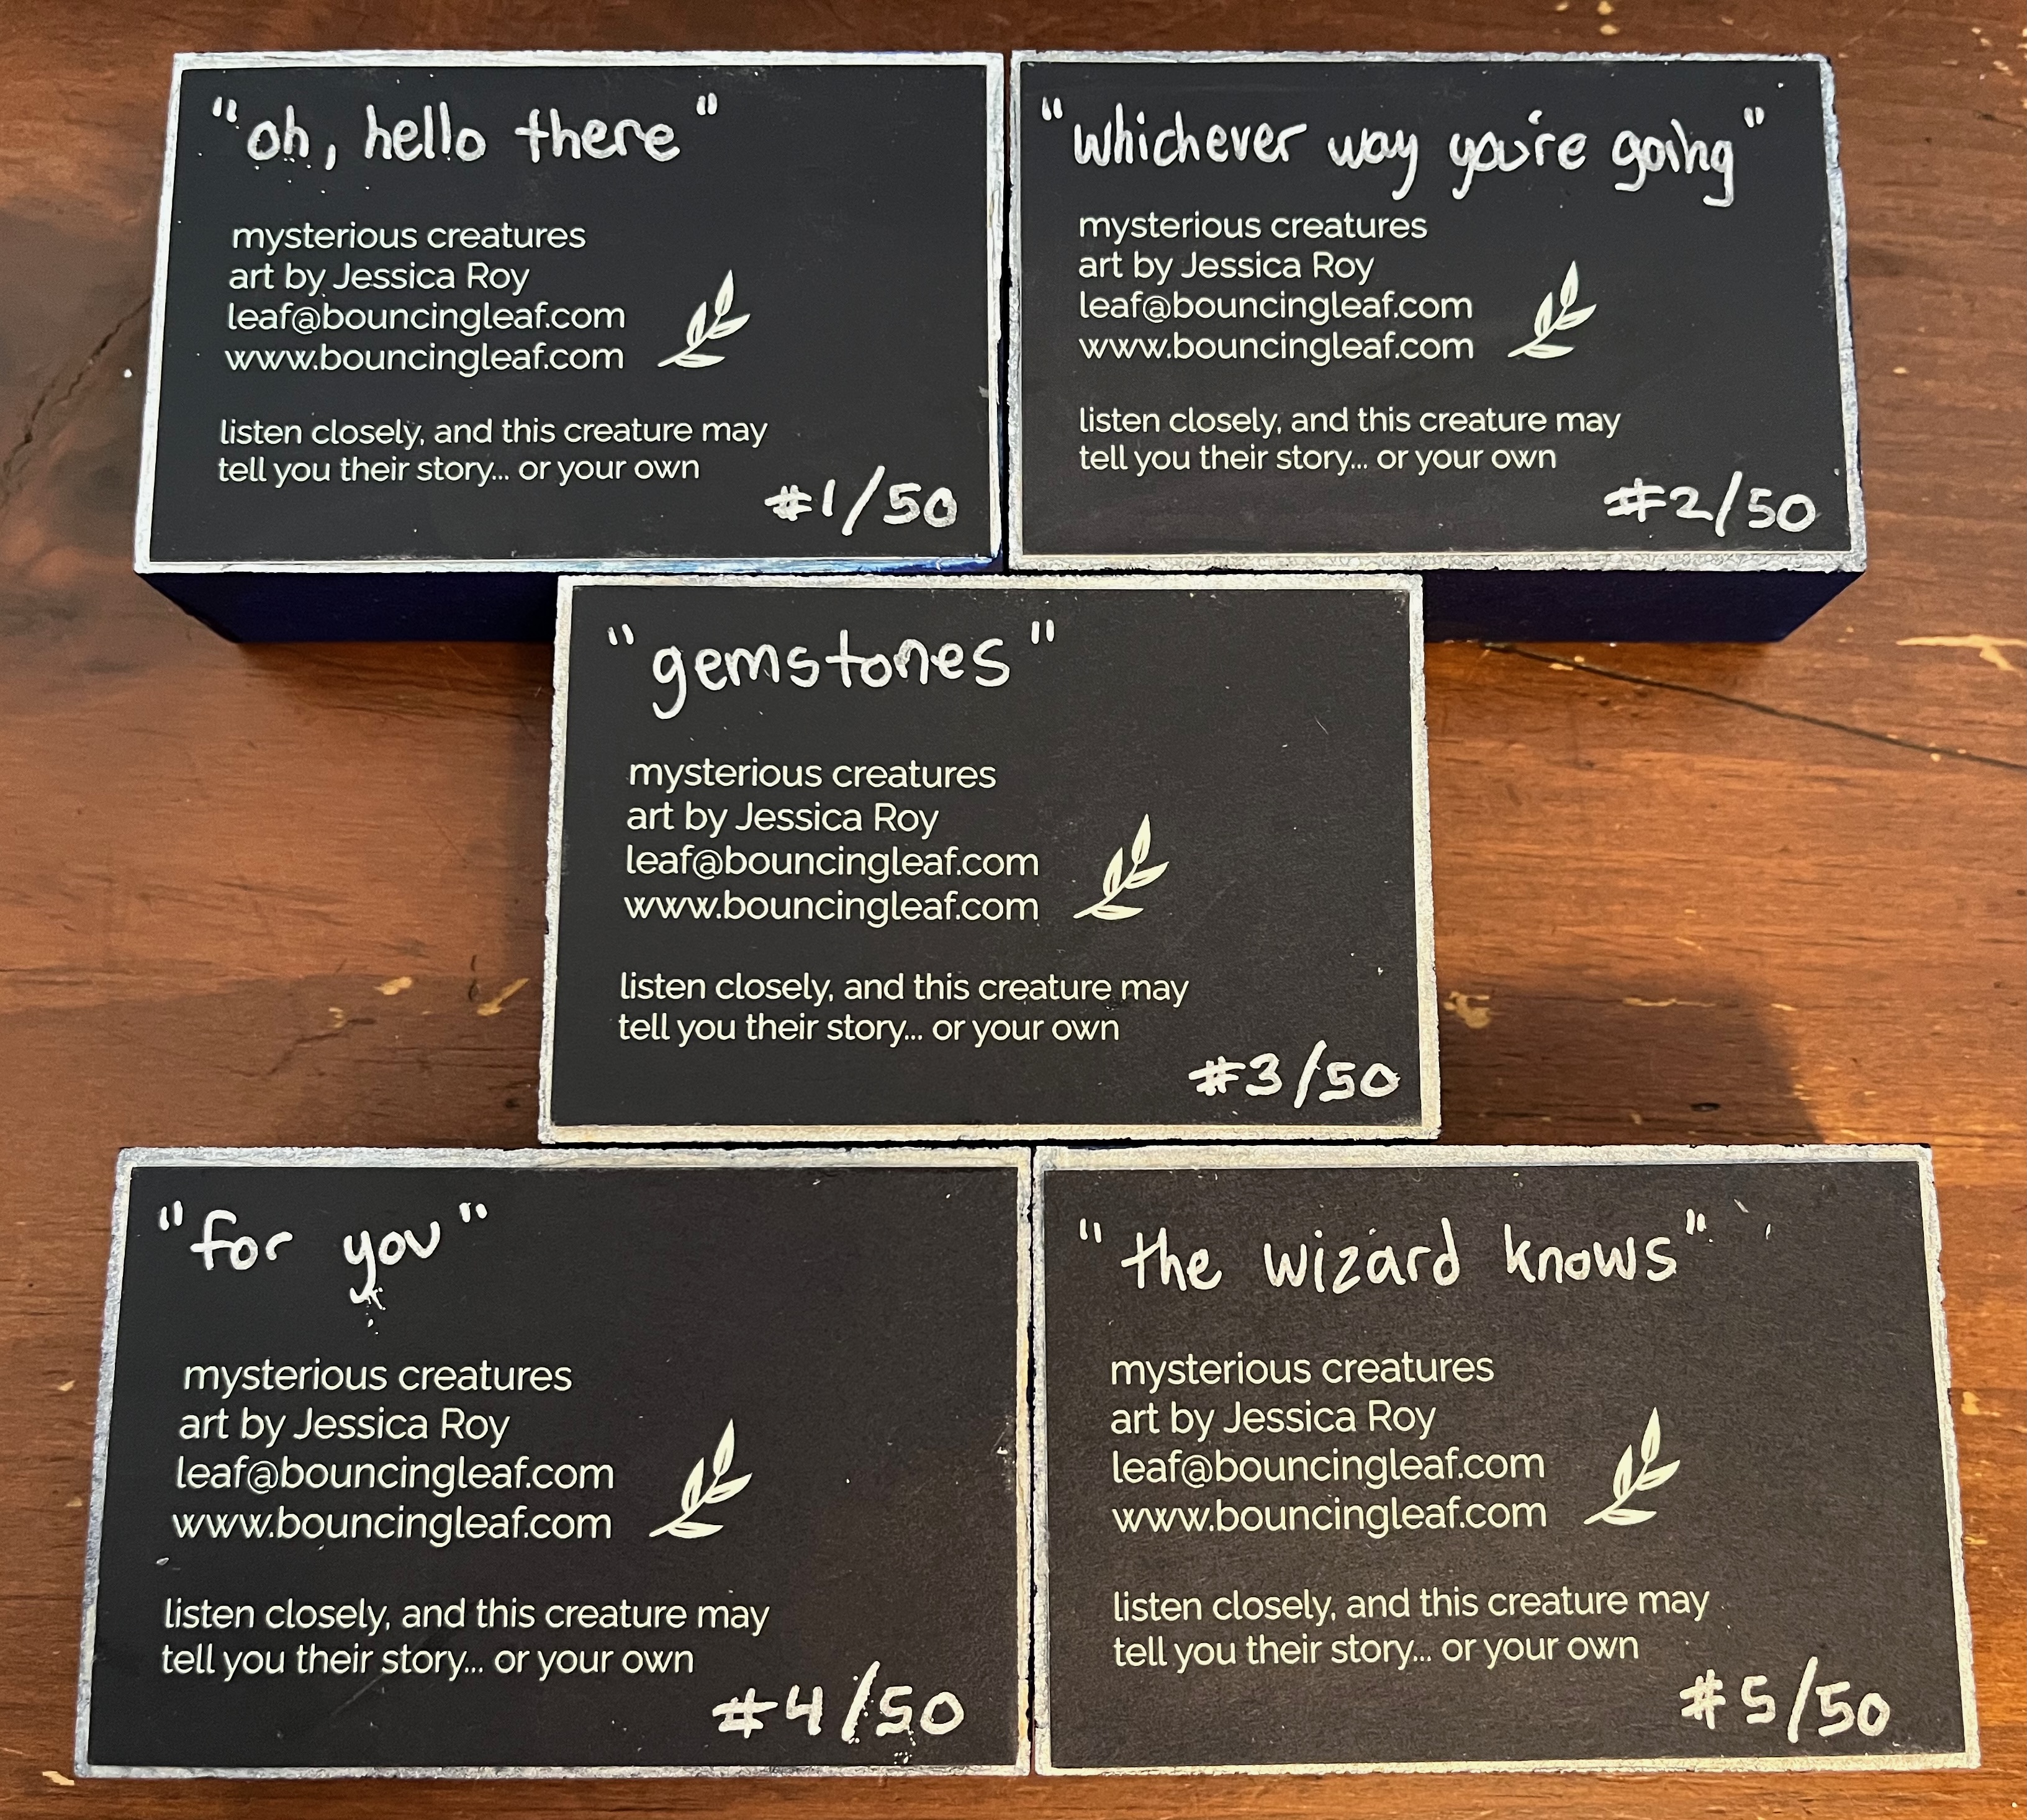 "oh, hello there"
mysterious creatures
art by Jessica Roy
leaf@bouncingleaf.com
www.bouncingleaf.com
listen closely, and this creature may
tell you their story... or your own
#1/50
"whichever way you're going"
mysterious creatures
art by Jessica Roy
leaf@bouncingleaf.com
www.bouncingleaf.com
listen closely, and this creature may
tell you their story... or your own
#2/50
"gemstones"
mysterious creatures
art by Jessica Roy
leaf@bouncingleaf.com
www.bouncingleaf.com
listen closely, and this creature may
tell you their story... or your own
#3/50
"for you"
mysterious creatures
art by Jessica Roy
leaf@bouncingleaf.com
www.bouncingleaf.com
listen closely, and this creature may
tell you their story... or your own
#4/50
"the wizard knows"
mysterious creatures
art by Jessica Roy
leaf@bouncingleaf.com
www.bouncingleaf.com
listen closely, and this creature may
tell you their story... or your own
#5/50